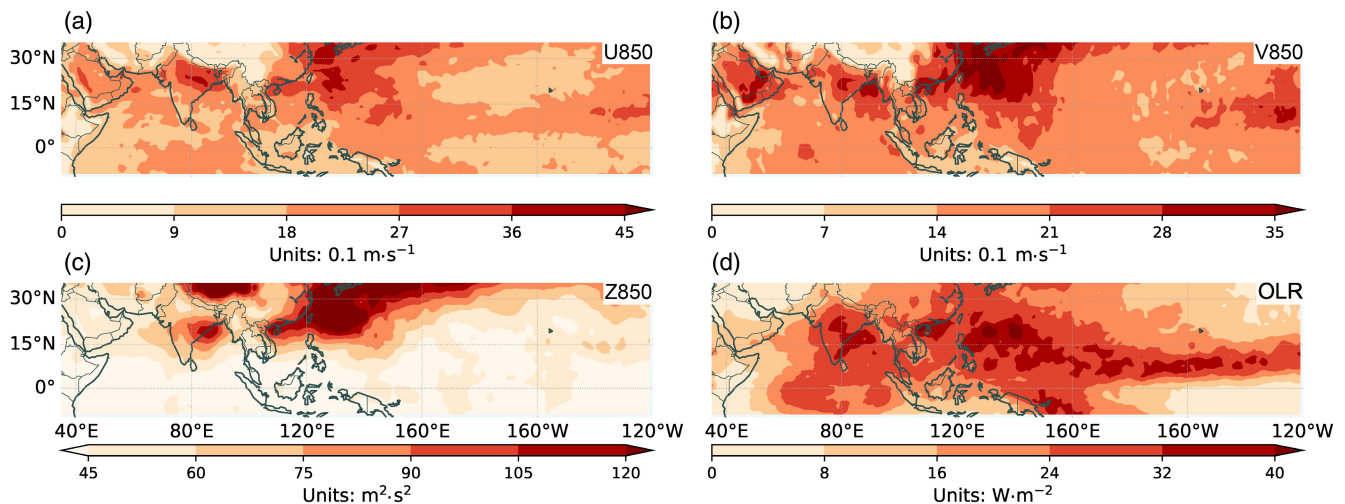 (a) (b)
U850 V850
30°N
15°N
0°
0 9 18 27 36 45 0 7 14 21 28 35
Units: 0.1 m·s⁻¹ Units: 0.1 m·s⁻¹
(c) (d)
Z850 OLR
30°N
15°N
0°
40°E 80°E 120°E 160°E 160°W 120°W 40°E 80°E 120°E 160°E 160°W 120°W
45 60 75 90 105 120 0 8 16 24 32 40
Units: m²·s² Units: W·m⁻²